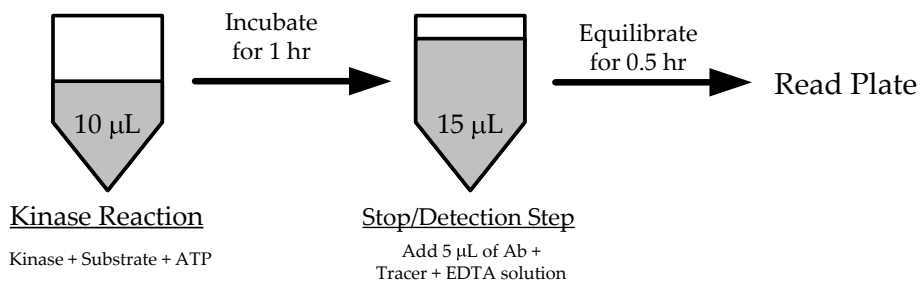 Incubate
for 1 hr
Equilibrate
for 0.5 hr
Read Plate
10 μL
15 μL
Kinase Reaction
Stop/Detection Step
Kinase + Substrate + ATP
Add 5 μL of Ab +
Tracer + EDTA solution